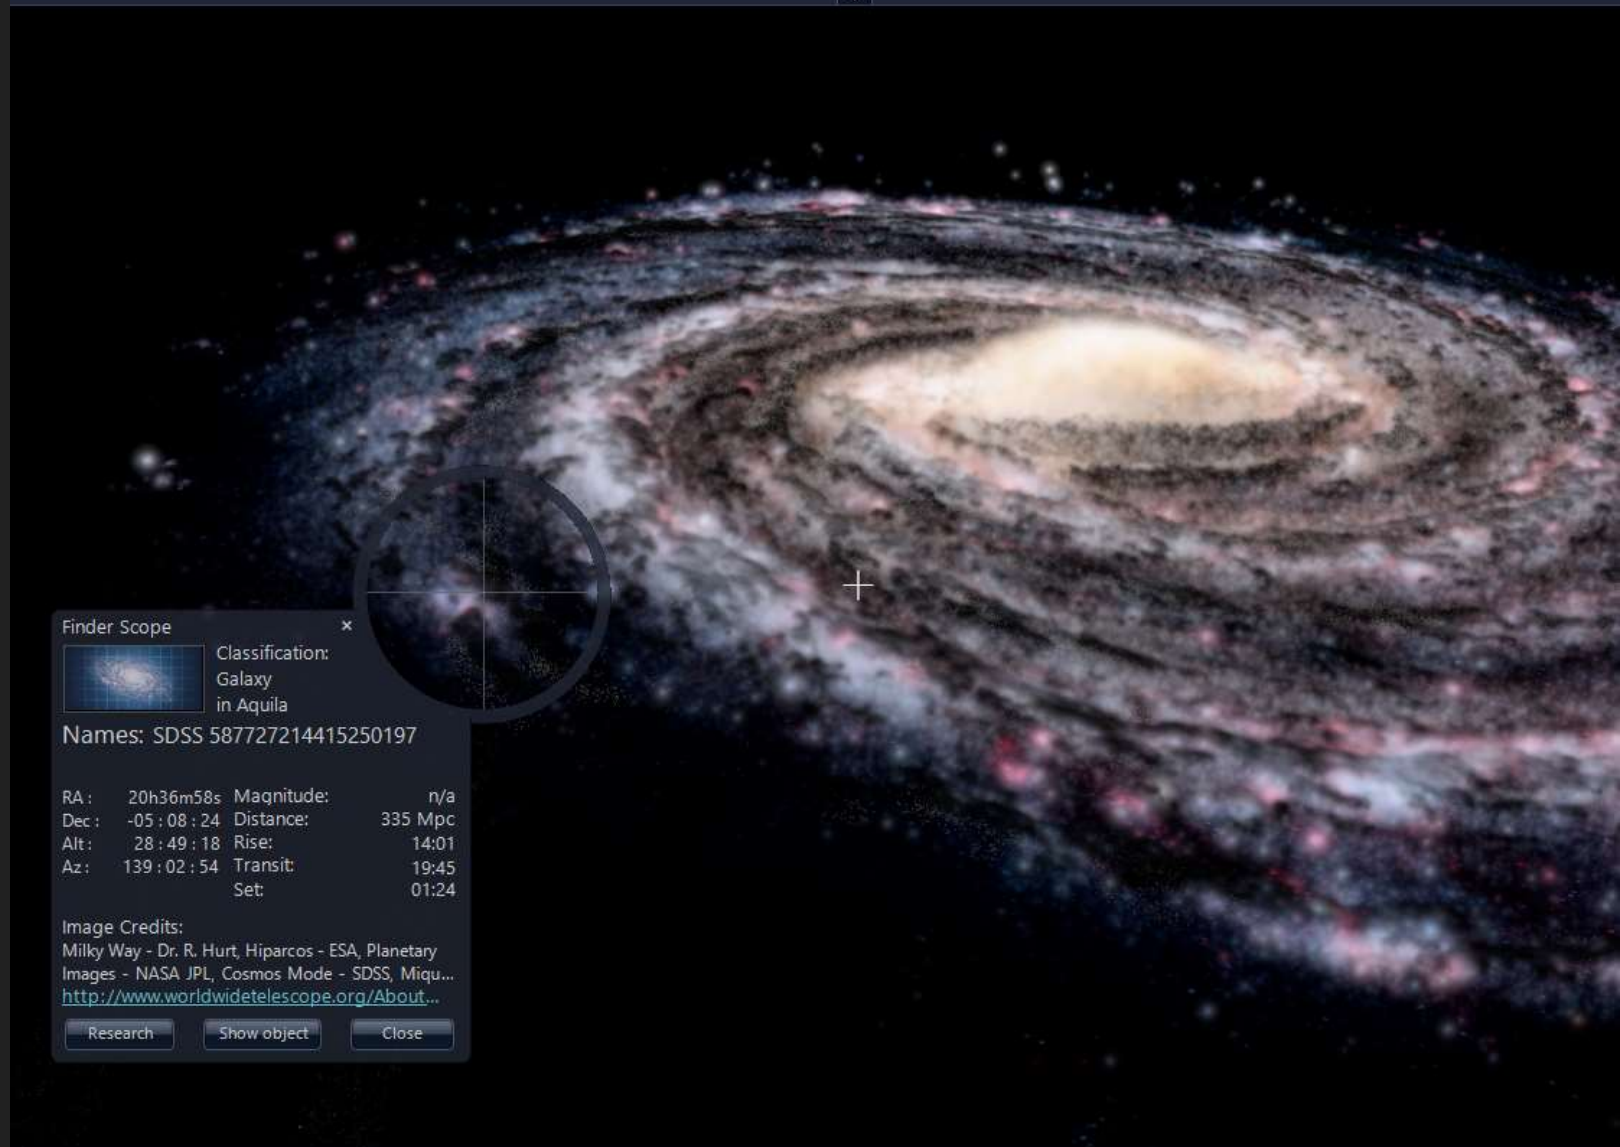 Finder Scope
Classification:
Galaxy
in Aquila
Names: SDSS 587727214415250197
RA : 20h36m58s Magnitude: n/a
Dec : -05 : 08 : 24 Distance: 335 Mpc
Alt : 28 : 49 : 18 Rise: 14:01
Az : 139 : 02 : 54 Transit: 19:45
Set: 01:24
Image Credits:
Milky Way - Dr. R. Hurt, Hiparcos - ESA, Planetary
Images - NASA JPL, Cosmos Mode - SDSS, Miqu...
http://www.worldwidetelescope.org/About...
Research Show object Close